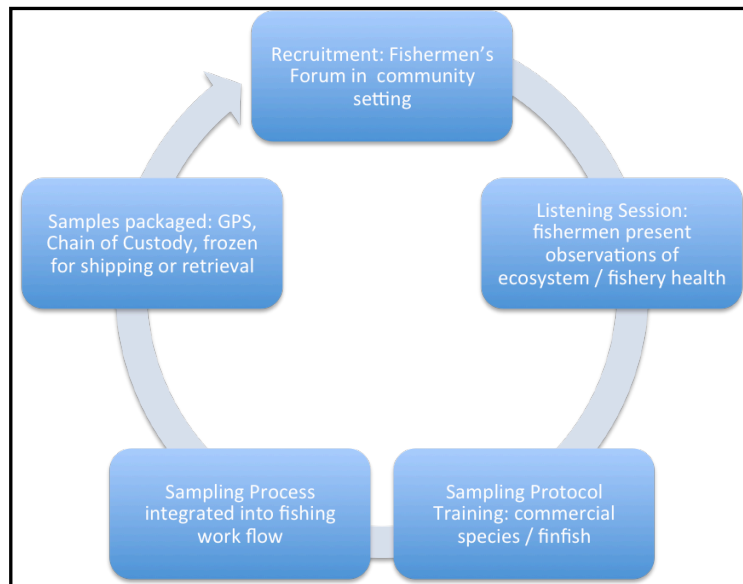 Recruitment: Fishermen’s
Forum in community
setting
Listening Session:
fishermen present
observations of
ecosystem / fishery health
Sampling Protocol
Training: commercial
species / finfish
Sampling Process
integrated into fishing
work flow
Samples packaged: GPS,
Chain of Custody, frozen
for shipping or retrieval